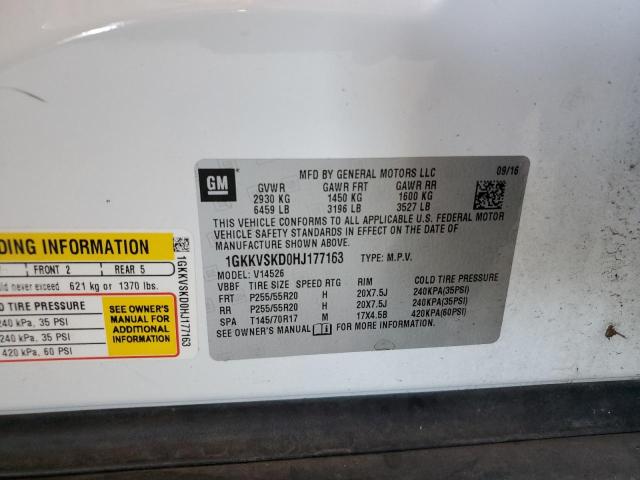 GM
MFD BY GENERAL MOTORS LLC 09/16
GVWR GAWR FRT GAWR RR
2930 KG 1450 KG 1600 KG
6459 LB 3196 LB 3527 LB
THIS VEHICLE CONFORMS TO ALL APPLICABLE U.S. FEDERAL MOTOR
VEHICLE SAFETY STANDARDS IN EFFECT ON THE DATE OF
MANUFACTURE SHOWN ABOVE.
1GKKVSKD0HJ177163 TYPE: M.P.V.
MODEL: V14526
VBBF TIRE SIZE SPEED RTG RIM COLD TIRE PRESSURE
FRT P255/55R20 H 20X7.5J 240KPA(35PSI)
RR P255/55R20 H 20X7.5J 240KPA(35PSI)
SPA T145/70R17 M 17X4.5B 420KPA(60PSI)
SEE OWNER'S MANUAL FOR MORE INFORMATION.
DING INFORMATION
FRONT 2 REAR 5
never exceed 621 kg or 1370 lbs.
TIRE PRESSURE
240 kPa, 35 PSI
240 kPa, 35 PSI
420 kPa, 60 PSI
SEE OWNER'S
MANUAL FOR
ADDITIONAL
INFORMATION
1GKKVSKD0HJ177163